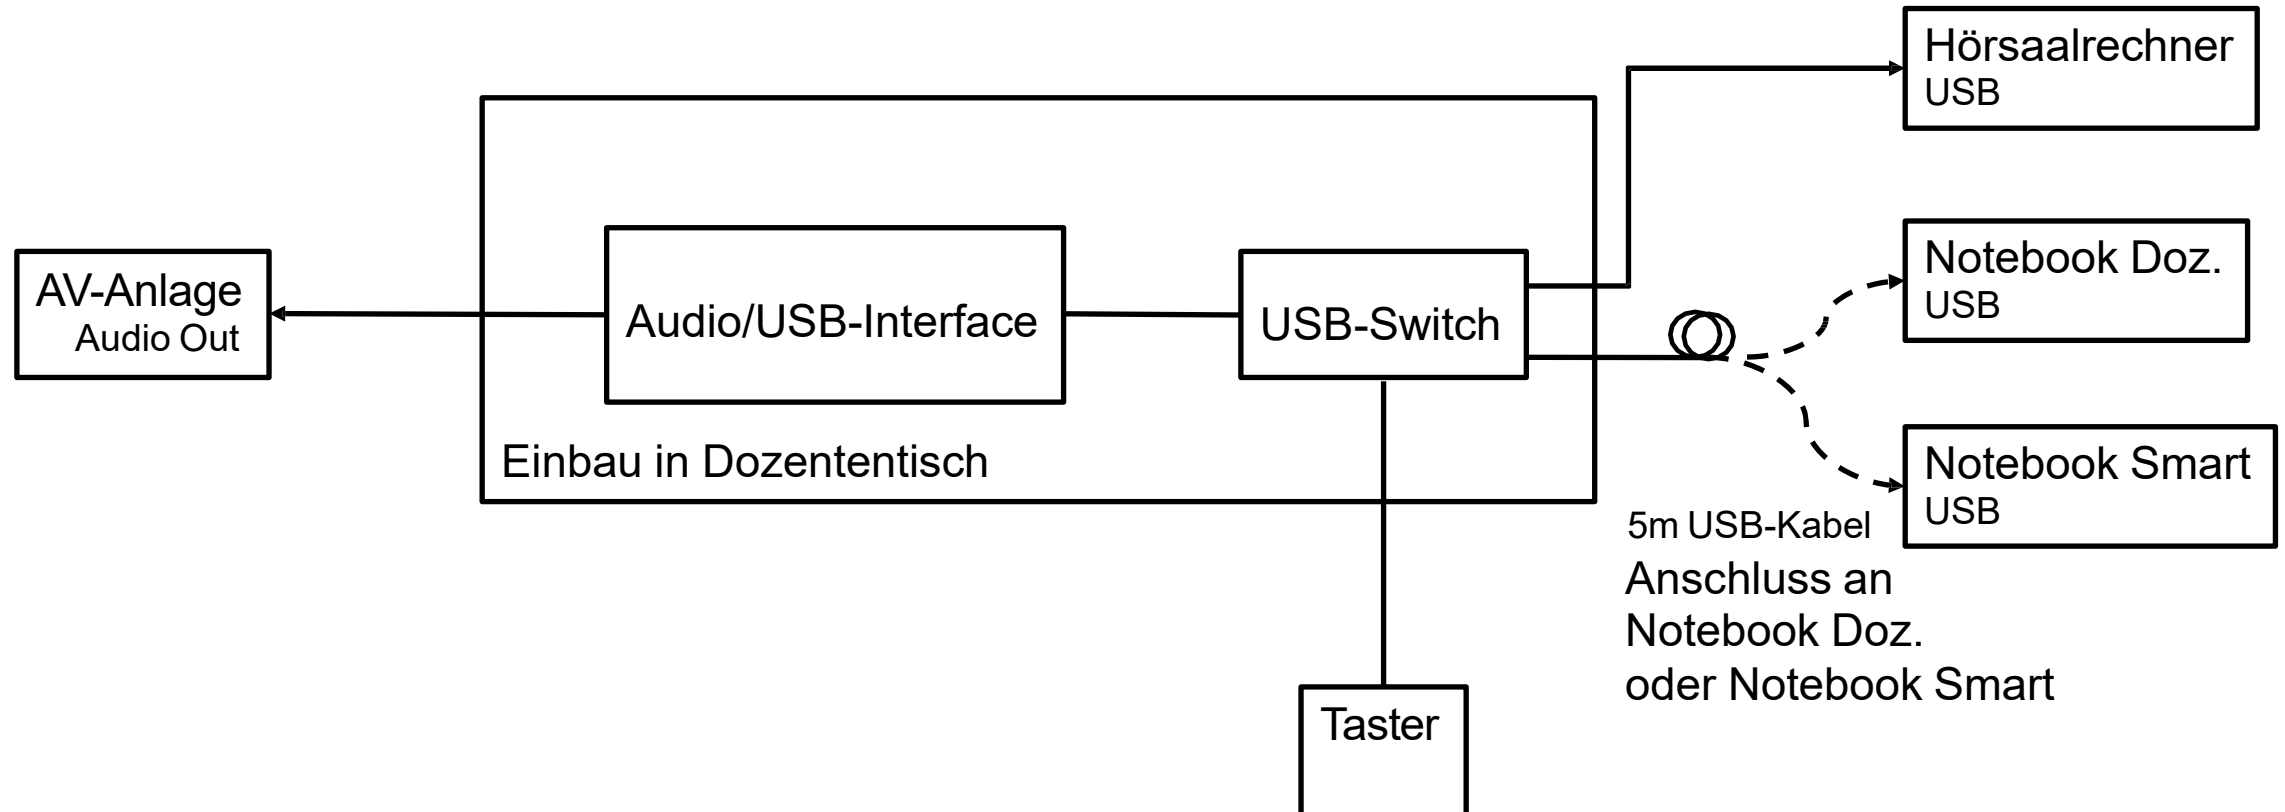 Hörsaalrechner
USB
Notebook Doz.
USB
AV-Anlage
Audio Out
Audio/USB-Interface
USB-Switch
Einbau in Dozententisch
Notebook Smart
USB
5m USB-Kabel
Anschluss an
Notebook Doz.
oder Notebook Smart
Taster